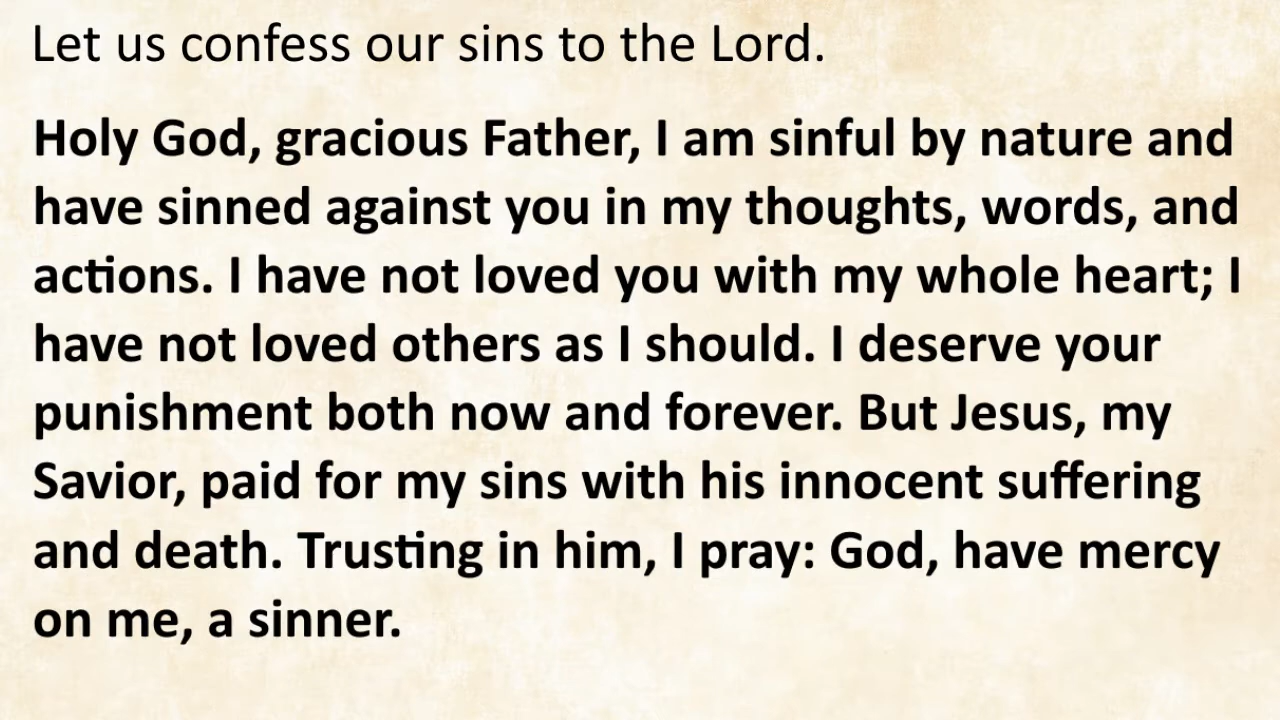 Let us confess our sins to the Lord.
Holy God, gracious Father, I am sinful by nature and
have sinned against you in my thoughts, words, and
actions. I have not loved you with my whole heart; I
have not loved others as I should. I deserve your
punishment both now and forever. But Jesus, my
Savior, paid for my sins with his innocent suffering
and death. Trusting in him, I pray: God, have mercy
on me, a sinner.